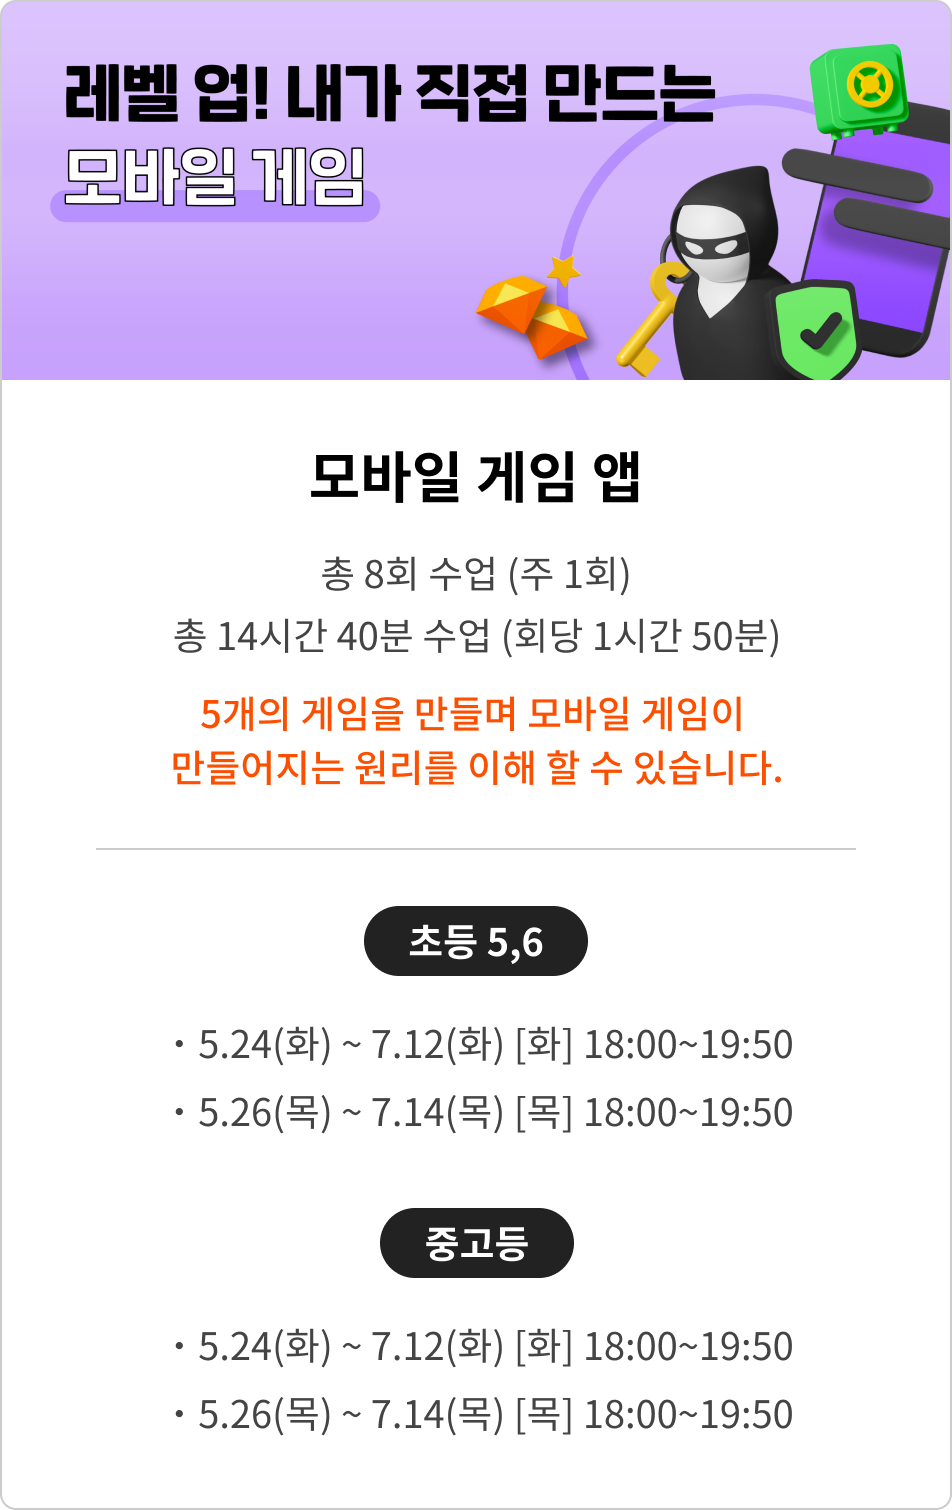 레벨 업! 내가 직접 만드는
모바일 게임
모바일 게임 앱
총 8회 수업 (주 1회)
총 14시간 40분 수업 (회당 1시간 50분)
5개의 게임을 만들며 모바일 게임이
만들어지는 원리를 이해 할 수 있습니다.
초등 5,6
· 5.24(화) ~ 7.12(화) [화] 18:00~19:50
· 5.26(목) ~ 7.14(목) [목] 18:00~19:50
중고등
· 5.24(화) ~ 7.12(화) [화] 18:00~19:50
· 5.26(목) ~ 7.14(목) [목] 18:00~19:50